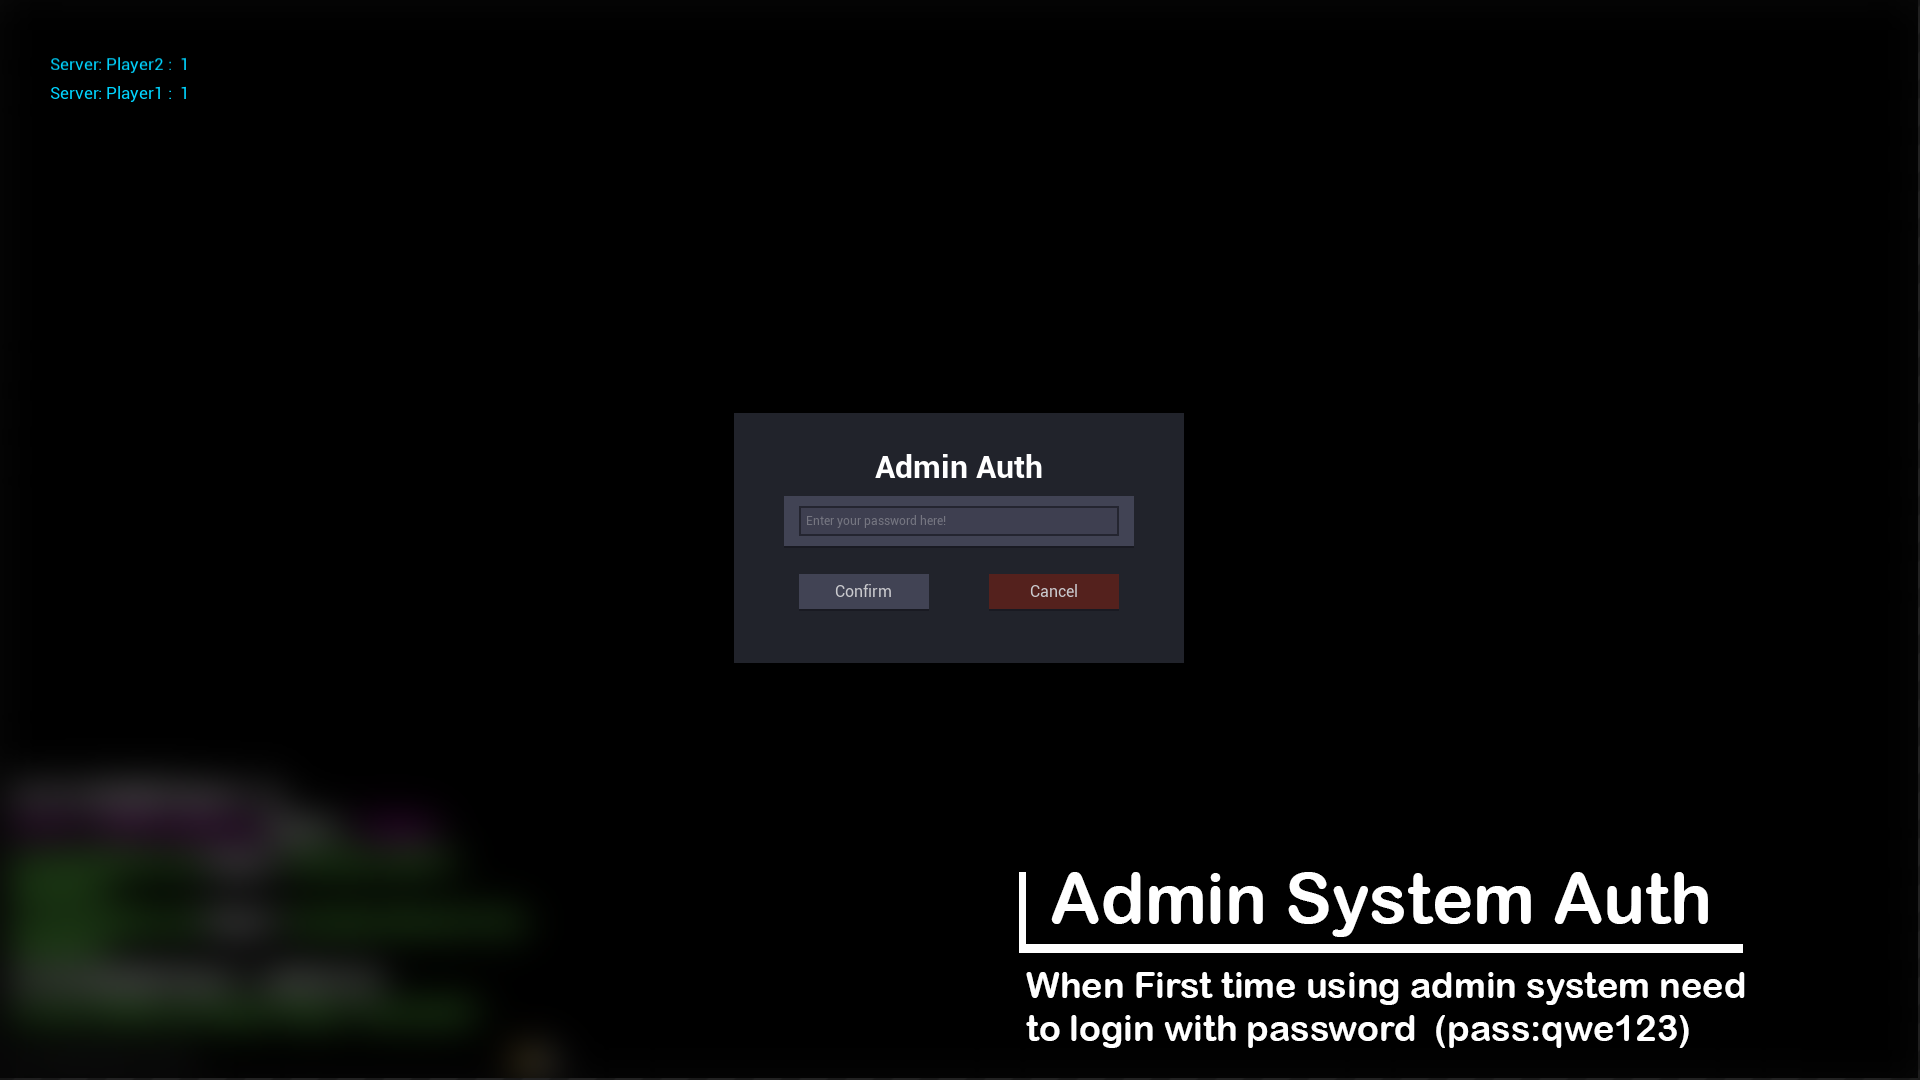 Server: Player2 :  1
Server: Player1 :  1
Admin Auth
Enter your password here!
Confirm
Cancel
Admin System Auth
When First time using admin system need
to login with password  (pass:qwe123)